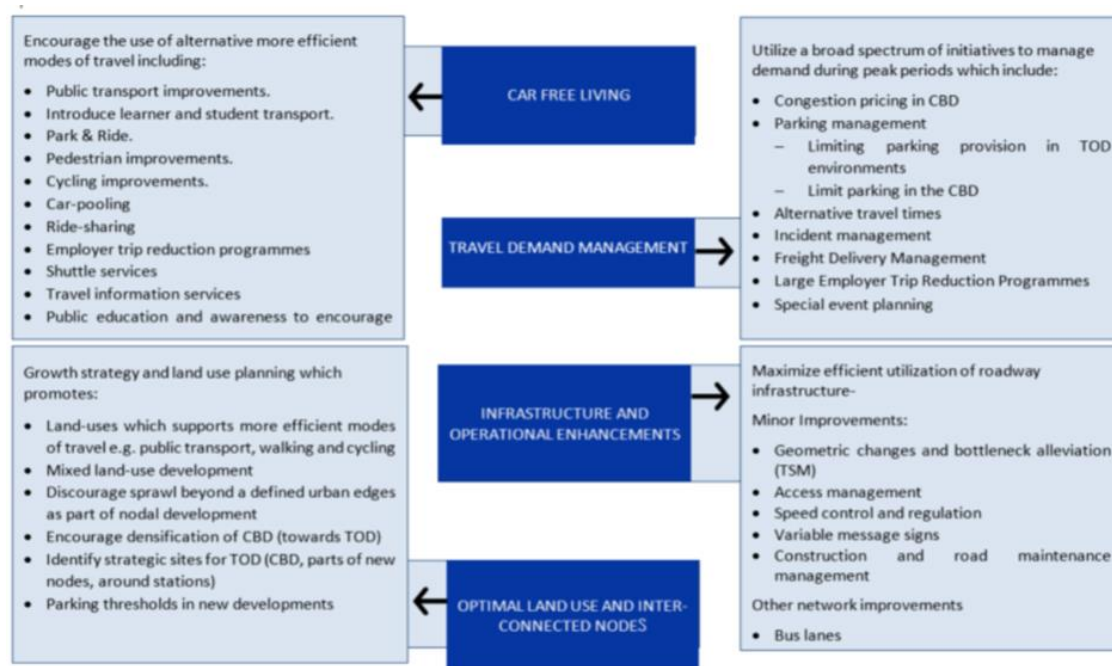 Encourage the use of alternative more efficient
modes of travel including:
• Public transport improvements.
• Introduce learner and student transport.
• Park & Ride.
• Pedestrian improvements.
• Cycling improvements.
• Car-pooling
• Ride-sharing
• Employer trip reduction programmes
• Shuttle services
• Travel information services
• Public education and awareness to encourage
CAR FREE LIVING
TRAVEL DEMAND MANAGEMENT
Utilize a broad spectrum of initiatives to manage
demand during peak periods which include:
• Congestion pricing in CBD
• Parking management
– Limiting parking provision in TOD
environments
– Limit parking in the CBD
• Alternative travel times
• Incident management
• Freight Delivery Management
• Large Employer Trip Reduction Programmes
• Special event planning
Growth strategy and land use planning which
promotes:
• Land-uses which supports more efficient modes
of travel e.g. public transport, walking and cycling
• Mixed land-use development
• Discourage sprawl beyond a defined urban edges
as part of nodal development
• Encourage densification of CBD (towards TOD)
• Identify strategic sites for TOD (CBD, parts of new
nodes, around stations)
• Parking thresholds in new developments
INFRASTRUCTURE AND
OPERATIONAL ENHANCEMENTS
OPTIMAL LAND USE AND INTER-
CONNECTED NODES
Maximize efficient utilization of roadway
infrastructure-
Minor Improvements:
• Geometric changes and bottleneck alleviation
(TSM)
• Access management
• Speed control and regulation
• Variable message signs
• Construction and road maintenance
management
Other network improvements
• Bus lanes